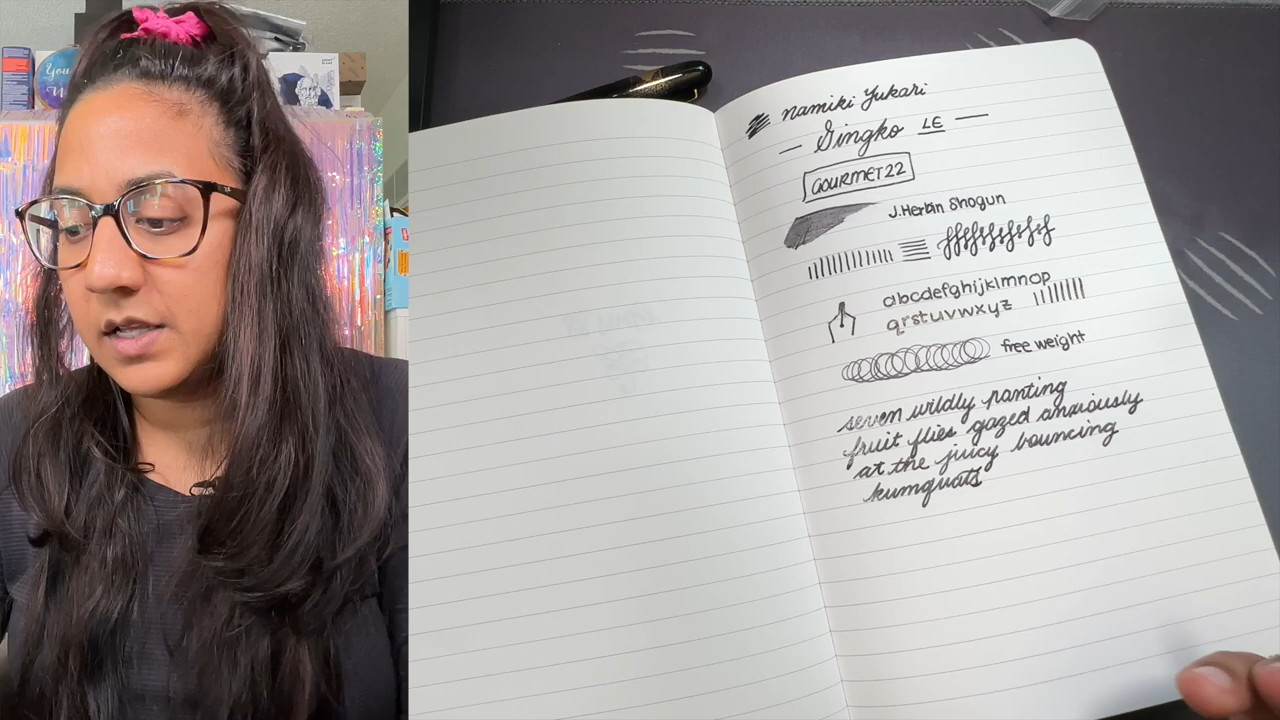 You
namiki Yukari
- Gingko LE -
GOURMET22
J. Herbin Shogun
abcdefghijklmnop
qrstuvwxyz
free weight
seven wildly panting
fruit flies gazed anxiously
at the juicy bouncing
kumquats